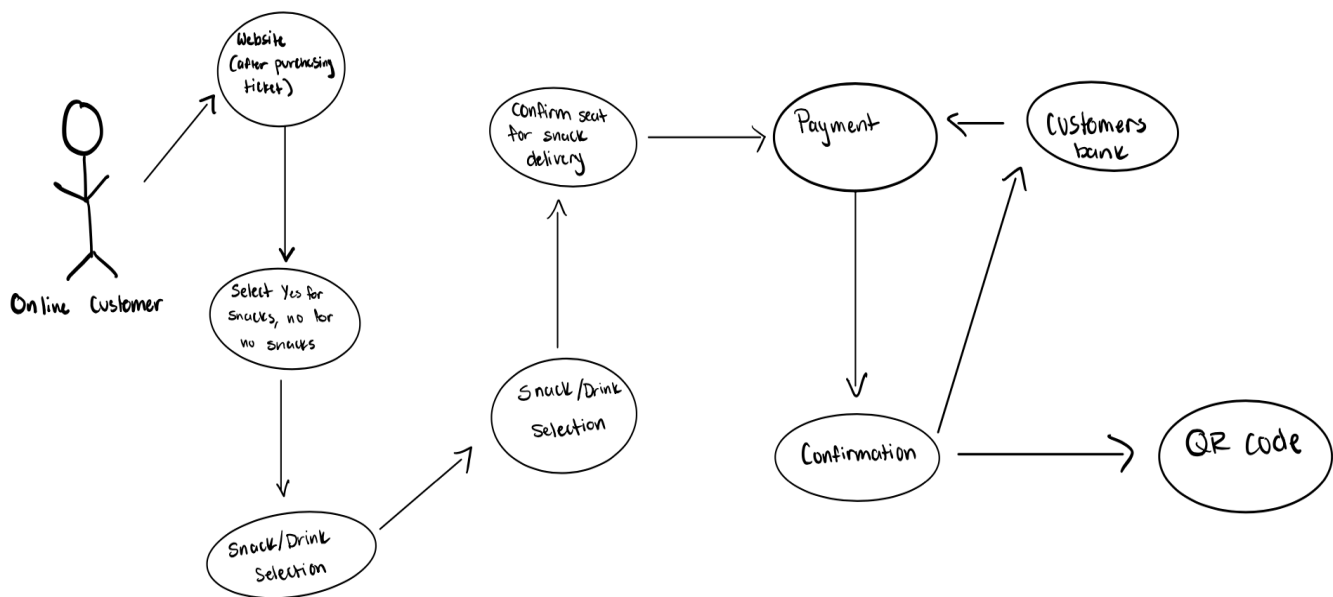 Website
(after purchasing
ticket)
Online Customer
Select Yes for
snacks, no for
no snacks
Snack/Drink
Selection
Snack/Drink
Selection
Confirm seat
for snack
delivery
Payment
Customers
bank
Confirmation
QR code